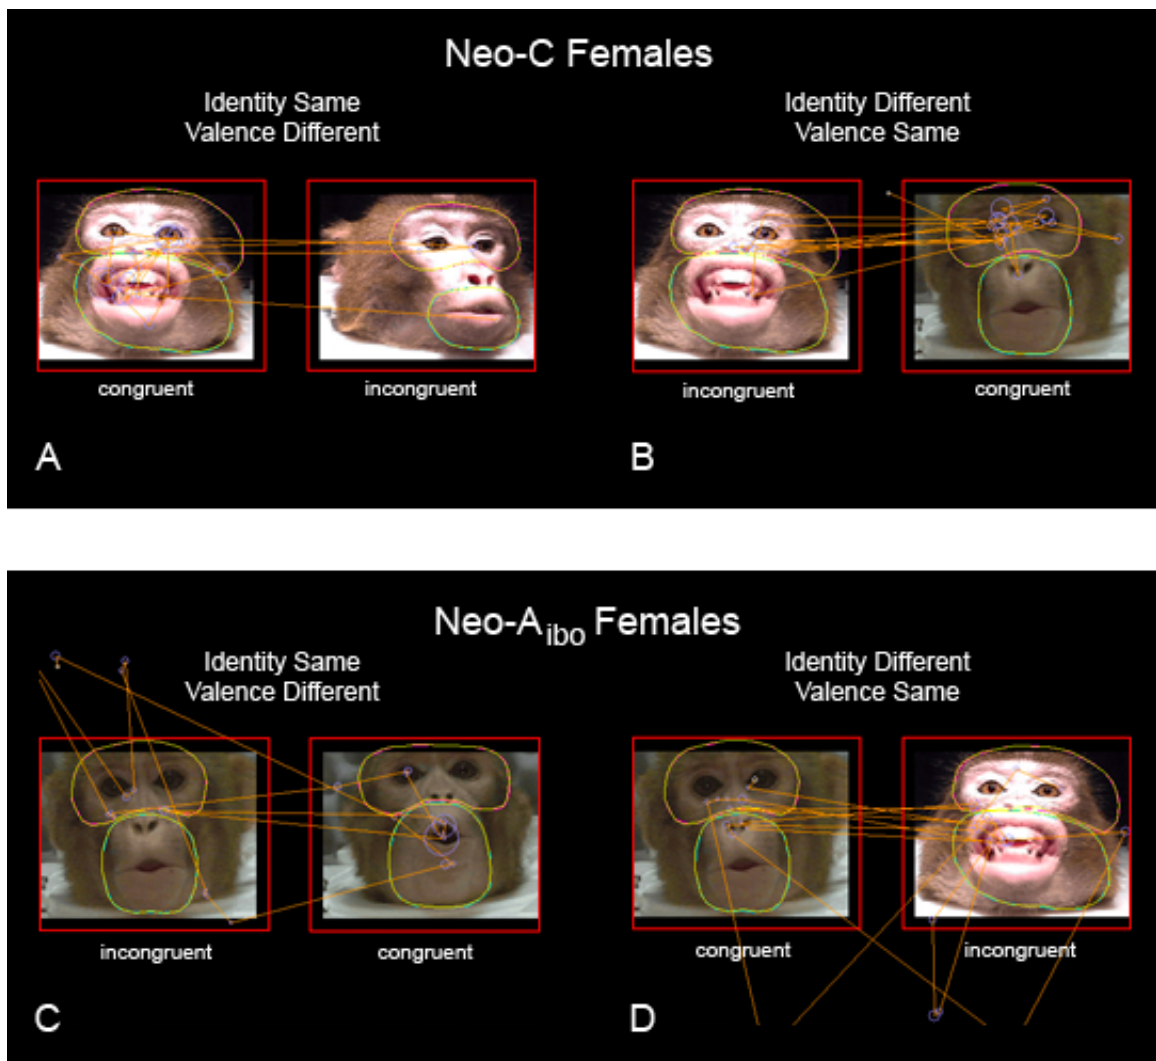 Neo-C Females
Identity Same
Valence Different
Identity Different
Valence Same
congruent
incongruent
incongruent
congruent
A
B
Neo-Aibo Females
Identity Same
Valence Different
Identity Different
Valence Same
incongruent
congruent
congruent
incongruent
C
D